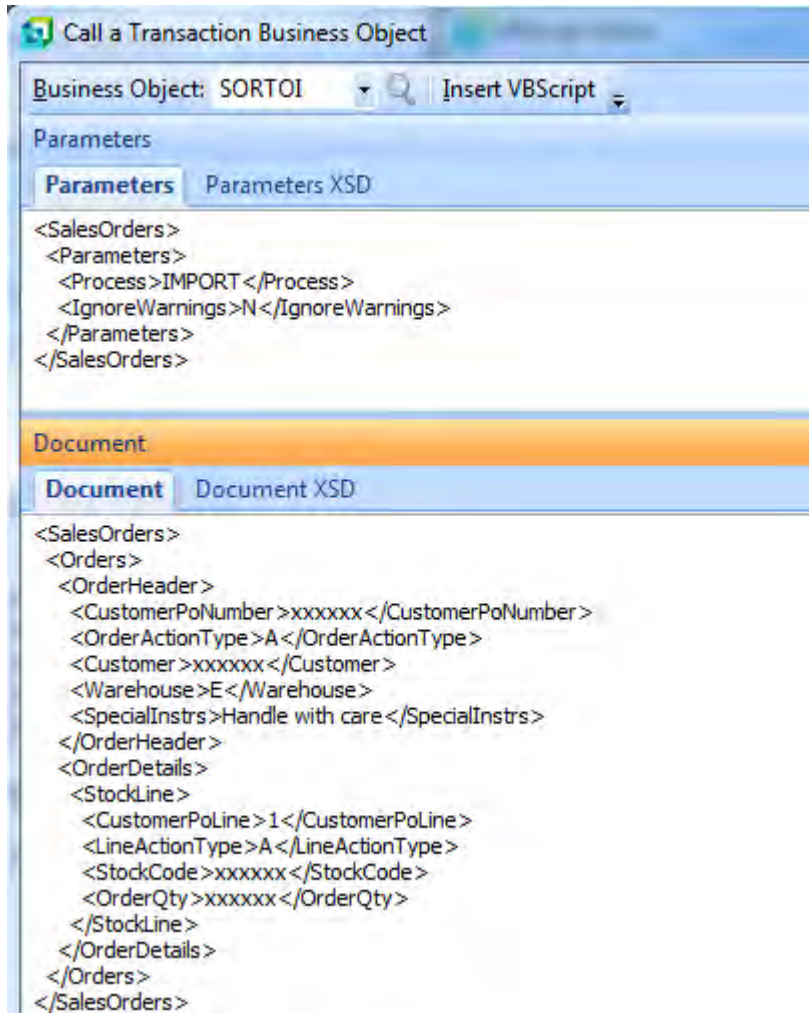 Call a Transaction Business Object
Business Object: SORTOI Insert VBScript
Parameters
Parameters Parameters XSD
<SalesOrders>
<Parameters>
<Process>IMPORT</Process>
<IgnoreWarnings>N</IgnoreWarnings>
</Parameters>
</SalesOrders>
Document
Document Document XSD
<SalesOrders>
<Orders>
<OrderHeader>
<CustomerPoNumber>xxxxxx</CustomerPoNumber>
<OrderActionType>A</OrderActionType>
<Customer>xxxxxx</Customer>
<Warehouse>E</Warehouse>
<SpecialInstrs>Handle with care</SpecialInstrs>
</OrderHeader>
<OrderDetails>
<StockLine>
<CustomerPoLine>1</CustomerPoLine>
<LineActionType>A</LineActionType>
<StockCode>xxxxxx</StockCode>
<OrderQty>xxxxxx</OrderQty>
</StockLine>
</OrderDetails>
</Orders>
</SalesOrders>